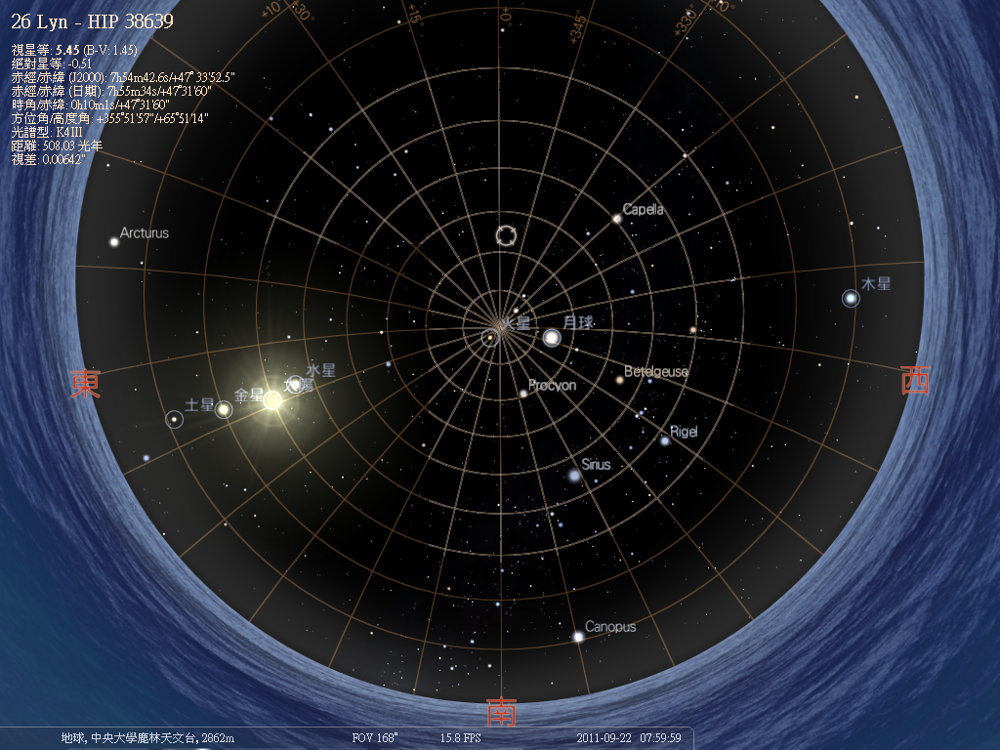 26 Lyn - HIP 38639
視星等: 5.45 (B-V: 1.45)
絕對星等: -0.51
赤經/赤緯 (J2000): 7h54m42.6s/+47°33'52.5"
赤經/赤緯 (日期): 7h55m34s/+47°31'60"
時角/赤緯: 0h10m1s/+47°31'60"
方位角/高度角: +355°51'57"/+65°51'14"
光譜型: K4III
距離: 508.03 光年
視差: 0.00642"
+10°
+30°
+15°
+0°
+345°
+330°
Capella
Arcturus
木星
火星
月球
水星
太陽
金星
土星
Betelgeuse
Procyon
Rigel
Sirius
Canopus
東
西
南
地球, 中央大學鹿林天文台, 2862m
FOV 168°
15.8 FPS
2011-09-22 07:59:59